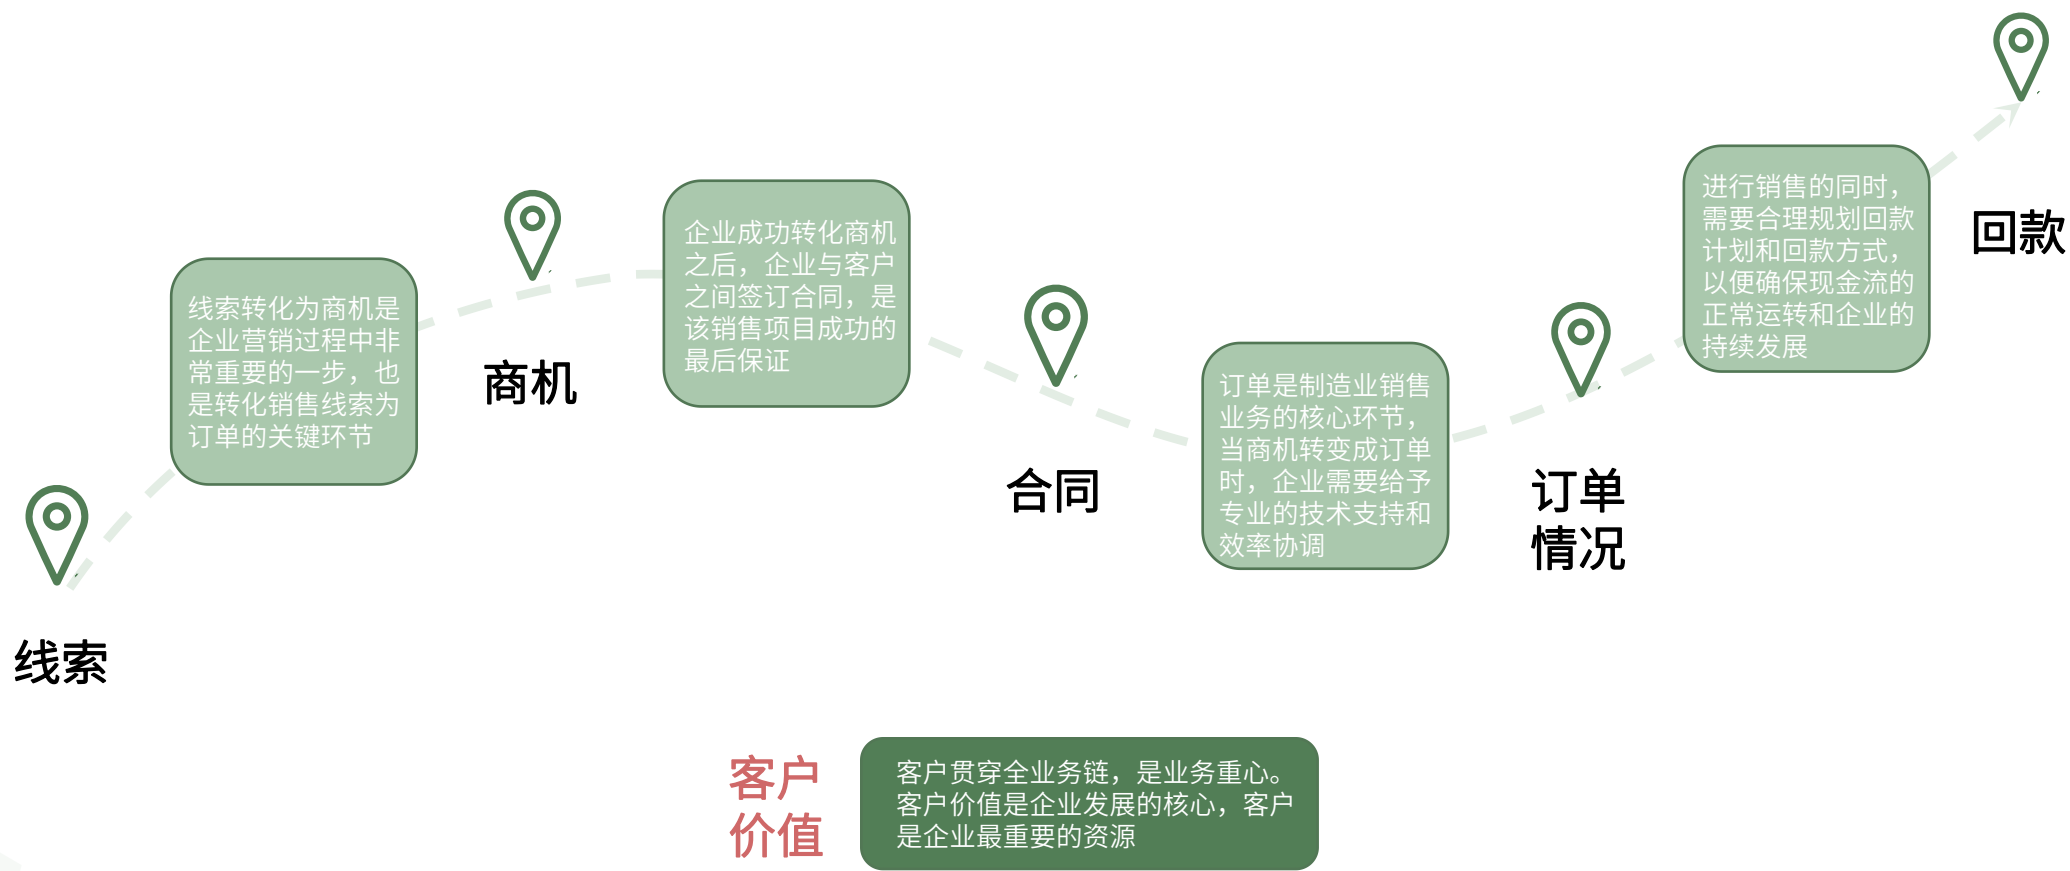 线索
线索转化为商机是
企业营销过程中非
常重要的一步，也
是转化销售线索为
订单的关键环节
商机
企业成功转化商机
之后，企业与客户
之间签订合同，是
该销售项目成功的
最后保证
合同
订单是制造业销售
业务的核心环节，
当商机转变成订单
时，企业需要给予
专业的技术支持和
效率协调
订单
情况
进行销售的同时，
需要合理规划回款
计划和回款方式，
以便确保现金流的
正常运转和企业的
持续发展
回款
客户
价值
客户贯穿全业务链，是业务重心。
客户价值是企业发展的核心，客户
是企业最重要的资源